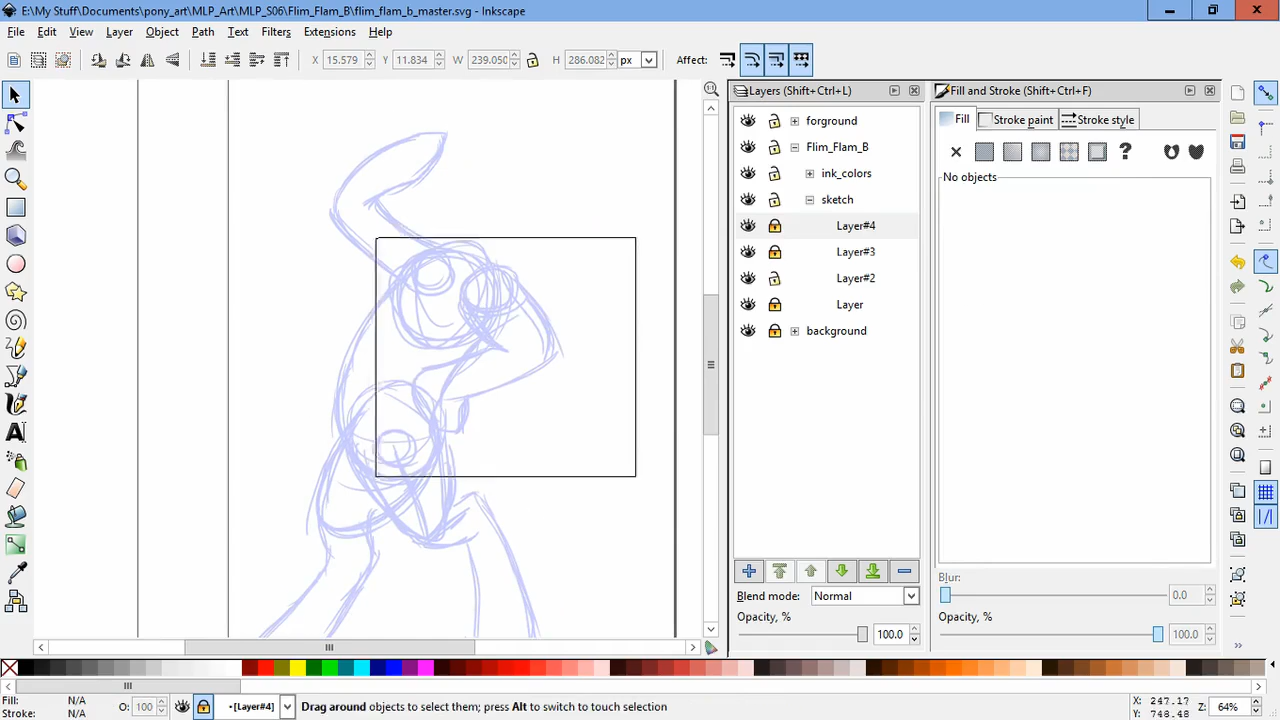 E:\My Stuff\Documents\pony_art\MLP_Art\MLP_S06\Flim_Flam_B\flim_flam_b_master.svg - Inkscape
File Edit View Layer Object Path Text Filters Extensions Help
X 15.579 Y 11.834 W 239.050 H 286.082 px Affect:
Layers (Shift+Ctrl+L)
forground
Flim_Flam_B
ink_colors
sketch
Layer#4
Layer#3
Layer#2
Layer
background
Blend mode: Normal
Opacity, %
100.0
Fill and Stroke (Shift+Ctrl+F)
Fill Stroke paint Stroke style
?
No objects
Blur:
0.0
Opacity, %
100.0
Fill: N/A
Stroke: N/A
O: 100
•[Layer#4]
Drag around objects to select them; press Alt to switch to touch selection
X: 247.17
Y: 748.48
Z: 64%